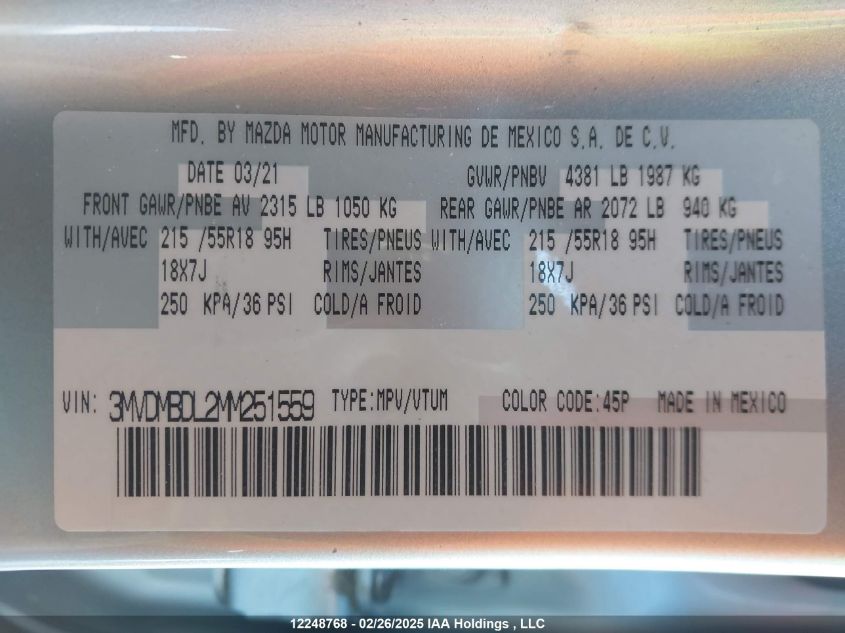 MFD. BY MAZDA MOTOR MANUFACTURING DE MEXICO S.A. DE C.V.
DATE 03/21 GVWR/PNBV 4381 LB 1987 KG
FRONT GAWR/PNBE AV 2315 LB 1050 KG REAR GAWR/PNBE AR 2072 LB 940 KG
WITH/AVEC 215 /55R18 95H TIRES/PNEUS WITH/AVEC 215 /55R18 95H TIRES/PNEUS
18X7J RIMS/JANTES 18X7J RIMS/JANTES
250 KPA/36 PSI COLD/A FROID 250 KPA/36 PSI COLD/A FROID
VIN: 3MVDMBDL2MM251559 TYPE:MPV/VTUM COLOR CODE:45P MADE IN MEXICO
12248768 - 02/26/2025 IAA Holdings , LLC